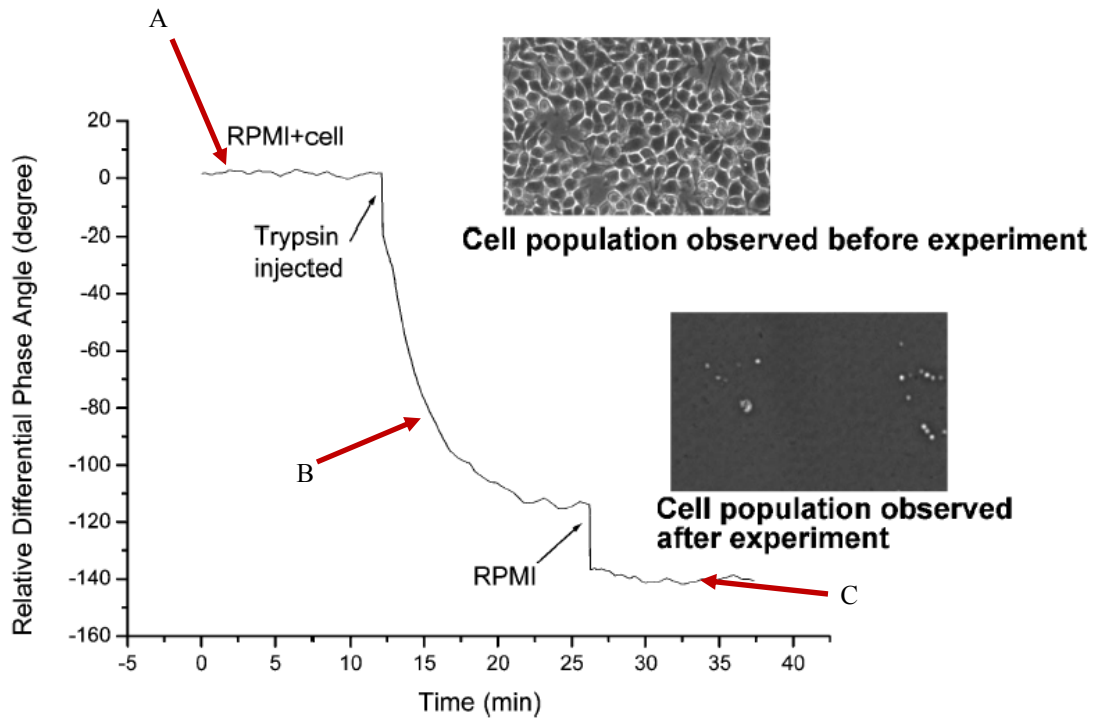 A
RPMI+cell
Trypsin
injected
Cell population observed before experiment
B
Cell population observed
after experiment
RPMI
C
Relative Differential Phase Angle (degree)
20
0
-20
-40
-60
-80
-100
-120
-140
-160
-5
0
5
10
15
20
25
30
35
40
Time (min)